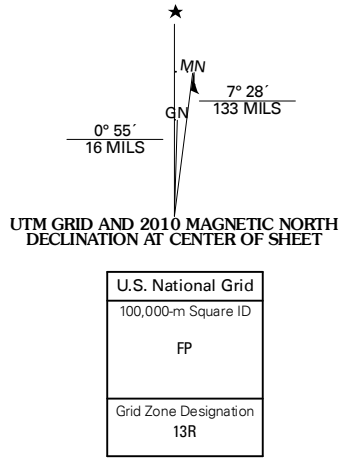 ★
MN
GN
7° 28´
133 MILS
0° 55´
16 MILS
UTM GRID AND 2010 MAGNETIC NORTH
DECLINATION AT CENTER OF SHEET
U.S. National Grid
100,000-m Square ID
FP
Grid Zone Designation
13R